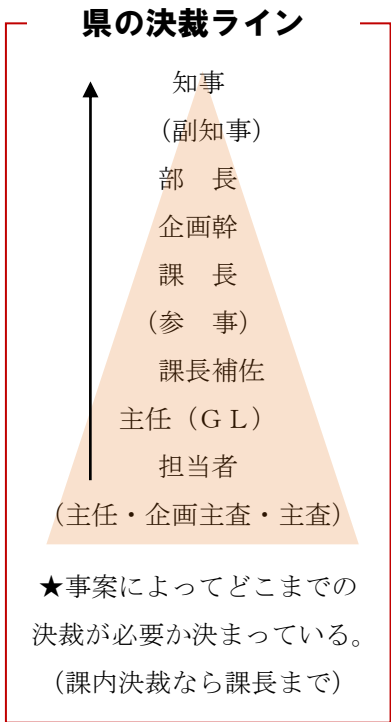 県の決裁ライン
知事
(副知事)
部　長
企画幹
課　長
(参　事)
課長補佐
主任（ＧＬ）
担当者
(主任・企画主査・主査)
★事案によってどこまでの
決裁が必要か決まっている。
(課内決裁なら課長まで)